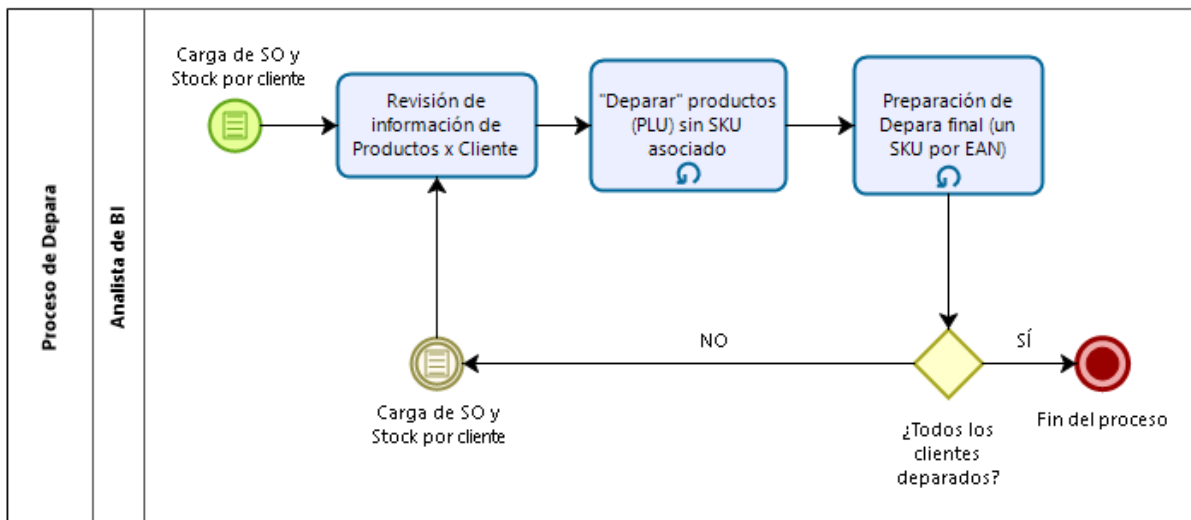 Proceso de Depara
Analista de BI
Carga de SO y
Stock por cliente
Revisión de
información de
Productos x Cliente
"Deparar" productos
(PLU) sin SKU
asociado
Preparación de
Depara final (un
SKU por EAN)
NO
SÍ
Carga de SO y
Stock por cliente
¿Todos los
clientes
deparados?
Fin del proceso